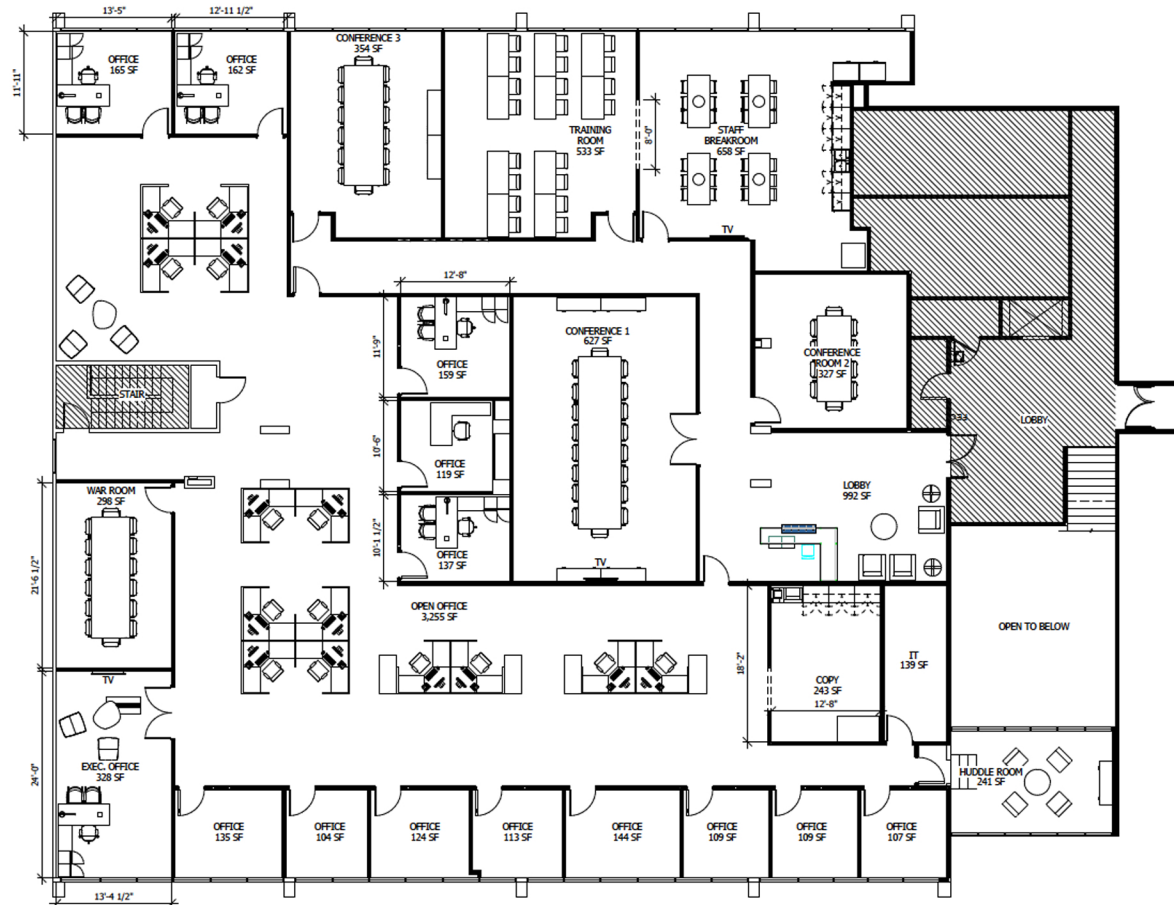 13'-5"
12'-11 1/2"
11'-11"
OFFICE
165 SF
OFFICE
162 SF
CONFERENCE 3
354 SF
TRAINING
ROOM
533 SF
8'-0"
STAFF
BREAKROOM
658 SF
TV
12'-8"
11'-9"
OFFICE
159 SF
CONFERENCE 1
627 SF
CONFERENCE
ROOM 2
327 SF
STAIR
LOBBY
10'-6"
OFFICE
119 SF
WAR ROOM
298 SF
LOBBY
992 SF
21'-6 1/2"
10'-1 1/2"
OFFICE
137 SF
TV
OPEN OFFICE
3,255 SF
OPEN TO BELOW
IT
139 SF
18'-2"
COPY
243 SF
12'-8"
TV
EXEC. OFFICE
328 SF
24'-0"
HUDDLE ROOM
241 SF
OFFICE
135 SF
OFFICE
104 SF
OFFICE
124 SF
OFFICE
113 SF
OFFICE
144 SF
OFFICE
109 SF
OFFICE
109 SF
OFFICE
107 SF
13'-4 1/2"